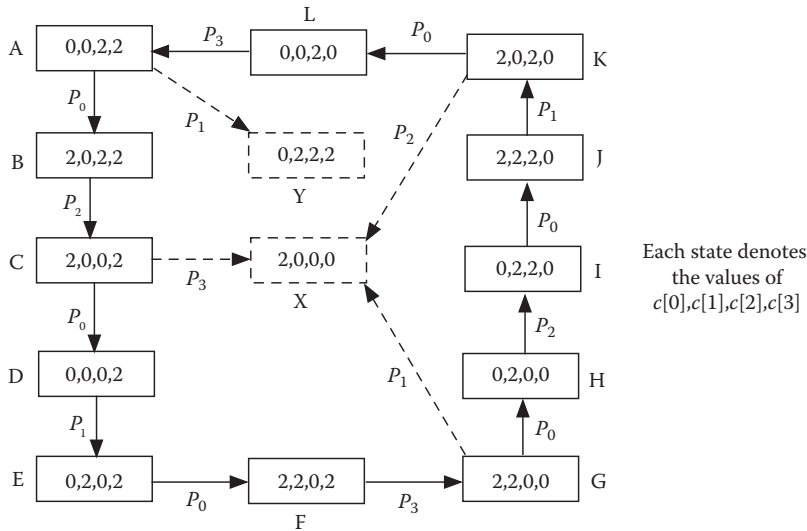 L
A
0,0,2,2
P3
0,0,2,0
P0
2,0,2,0
K
P0
P1
P2
P1
B
2,0,2,2
0,2,2,2
Y
2,2,2,0
J
P2
P0
C
2,0,0,2
P3
2,0,0,0
X
0,2,2,0
I
Each state denotes
the values of
c[0],c[1],c[2],c[3]
P0
P2
D
0,0,0,2
P1
0,2,0,0
H
P1
P0
E
0,2,0,2
P0
2,2,0,2
F
P3
2,2,0,0
G